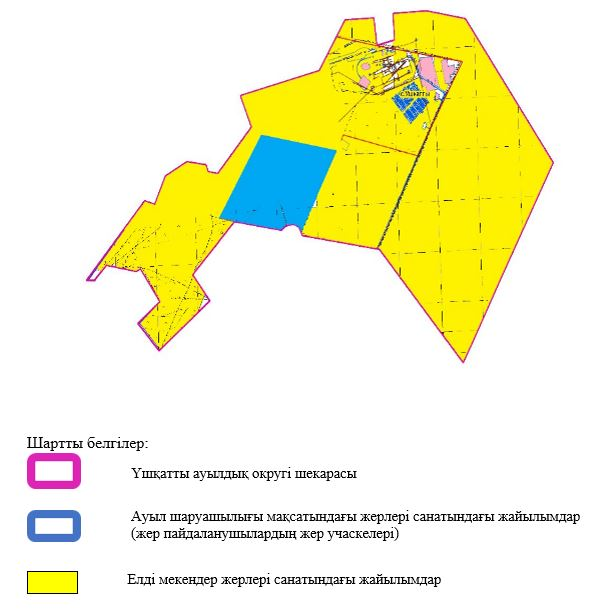 с.Үшқатты
Шартты белгілер:
Үшқатты ауылдық округі шекарасы
Ауыл шаруашылығы мақсатындағы жерлері санатындағы жайылымдар
(жер пайдаланушылардың жер учаскелері)
Елді мекендер жерлері санатындағы жайылымдар